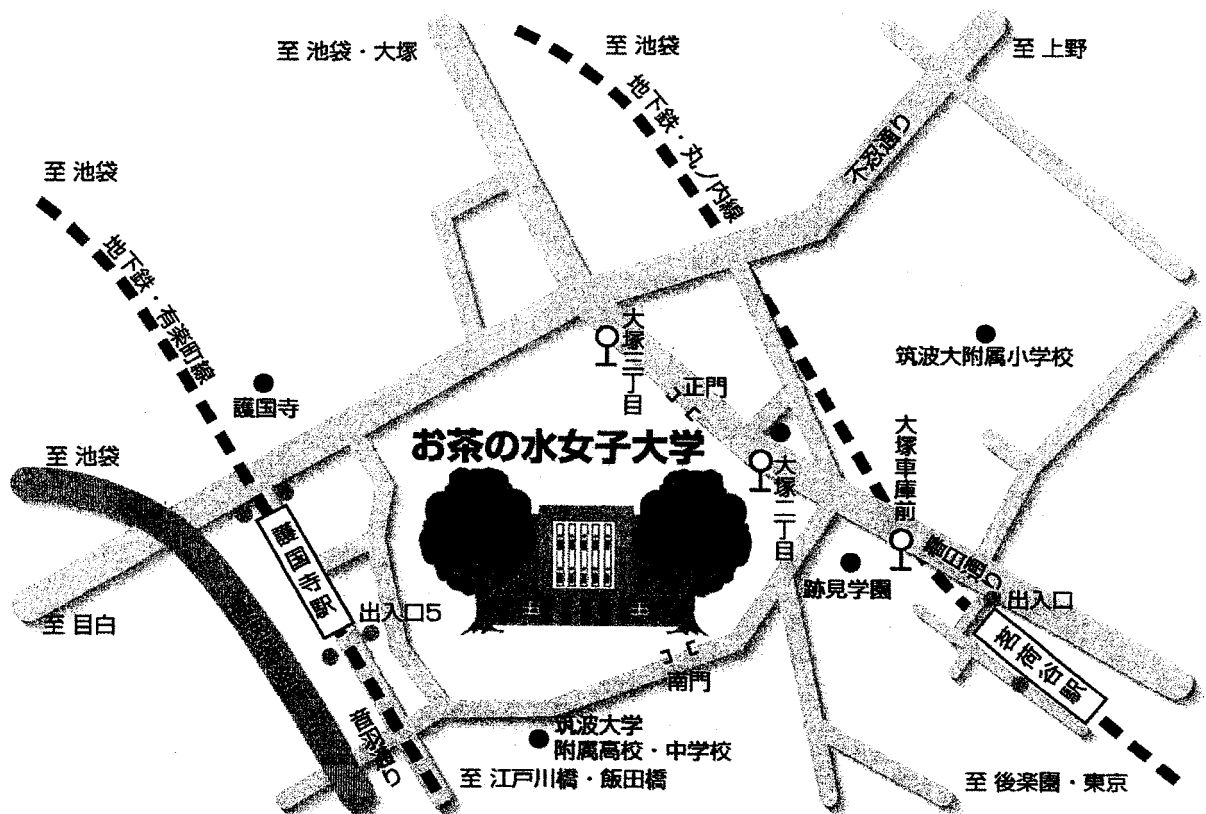 至 池袋・大塚
至 池袋
至 上野
地下鉄・丸ノ内線
不忍通り
至 池袋
地下鉄・有楽町線
大塚三丁目
正門
筑波大附属小学校
護国寺
お茶の水女子大学
大塚車庫前
至 池袋
大塚二丁目
護国寺駅
春日通り
跡見学園
出入口
至 目白
出入口5
茗荷谷駅
南門
音羽通り
筑波大学
附属高校・中学校
至 江戸川橋・飯田橋
至 後楽園・東京